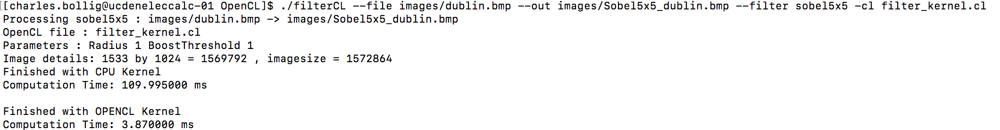 [charles.bollig@ucdeneleccalc-01 OpenCL]$ ./filterCL --file images/dublin.bmp --out images/Sobel5x5_dublin.bmp --filter sobel5x5 -cl filter_kernel.cl
Processing sobel5x5 : images/dublin.bmp -> images/Sobel5x5_dublin.bmp
OpenCL file : filter_kernel.cl
Parameters : Radius 1 BoostThreshold 1
Image details: 1533 by 1024 = 1569792 , imagesize = 1572864
Finished with CPU Kernel
Computation Time: 109.995000 ms
Finished with OPENCL Kernel
Computation Time: 3.870000 ms